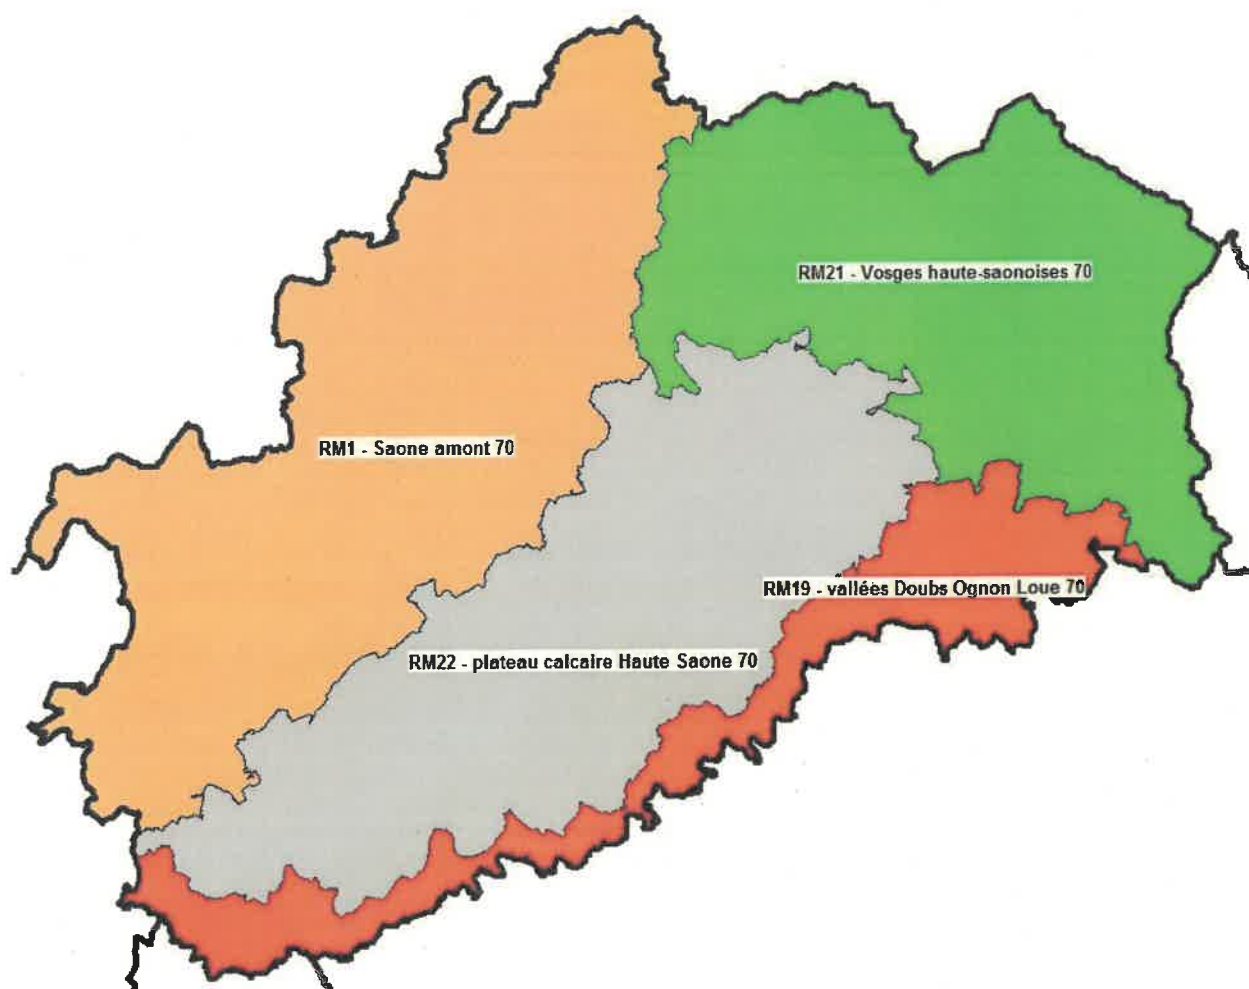 RM21 - Vosges haute-saonoises 70
RM1 - Saone amont 70
RM19 - vallées Doubs Ognon Loue 70
RM22 - plateau calcaire Haute Saone 70